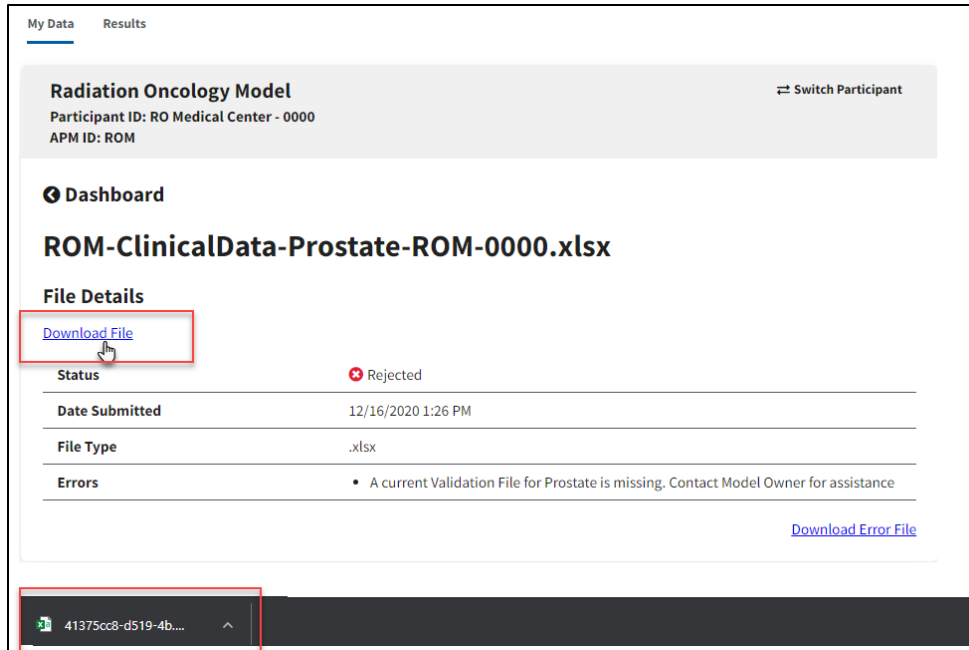 My Data Results
Radiation Oncology Model
Switch Participant
Participant ID: RO Medical Center - 0000
APM ID: ROM
Dashboard
ROM-ClinicalData-Prostate-ROM-0000.xlsx
File Details
Download File
Status Rejected
Date Submitted 12/16/2020 1:26 PM
File Type .xlsx
Errors • A current Validation File for Prostate is missing. Contact Model Owner for assistance
Download Error File
41375cc8-d519-4b....